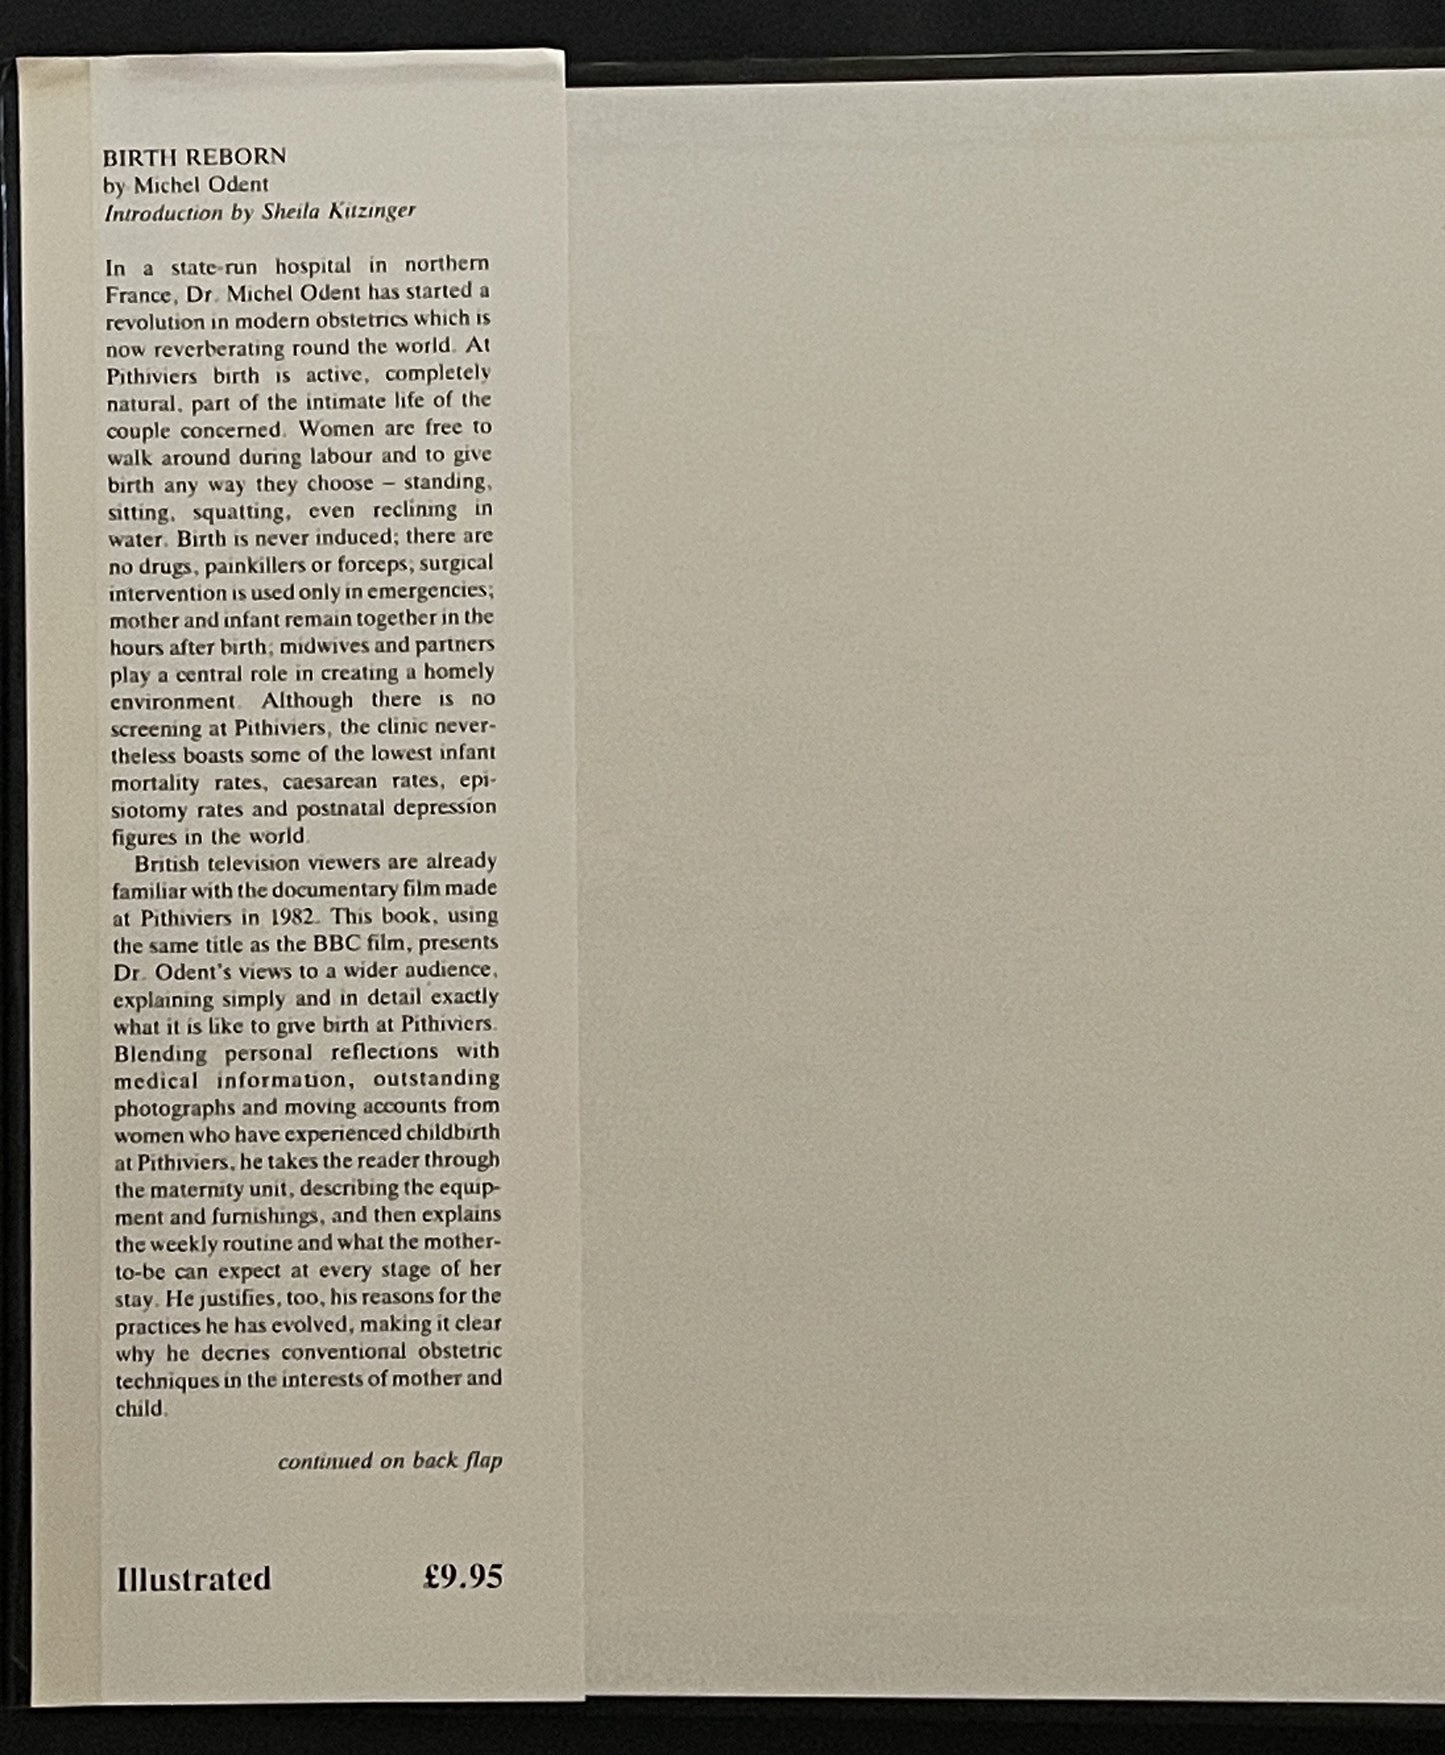 BIRTH REBORN
by Michel Odent
Introduction by Sheila Kitzinger
In a state-run hospital in northern
France, Dr. Michel Odent has started a
revolution in modern obstetrics which is
now reverberating round the world. At
Pithiviers birth is active, completely
natural, part of the intimate life of the
couple concerned. Women are free to
walk around during labour and to give
birth any way they choose – standing,
sitting, squatting, even reclining in
water. Birth is never induced; there are
no drugs, painkillers or forceps; surgical
intervention is used only in emergencies;
mother and infant remain together in the
hours after birth; midwives and partners
play a central role in creating a homely
environment. Although there is no
screening at Pithiviers, the clinic never-
theless boasts some of the lowest infant
mortality rates, caesarean rates, epi-
siotomy rates and postnatal depression
figures in the world.
British television viewers are already
familiar with the documentary film made
at Pithiviers in 1982. This book, using
the same title as the BBC film, presents
Dr. Odent's views to a wider audience,
explaining simply and in detail exactly
what it is like to give birth at Pithiviers.
Blending personal reflections with
medical information, outstanding
photographs and moving accounts from
women who have experienced childbirth
at Pithiviers, he takes the reader through
the maternity unit, describing the equip-
ment and furnishings, and then explains
the weekly routine and what the mother-
to-be can expect at every stage of her
stay. He justifies, too, his reasons for the
practices he has evolved, making it clear
why he decries conventional obstetric
techniques in the interests of mother and
child.
continued on back flap
Illustrated £9.95